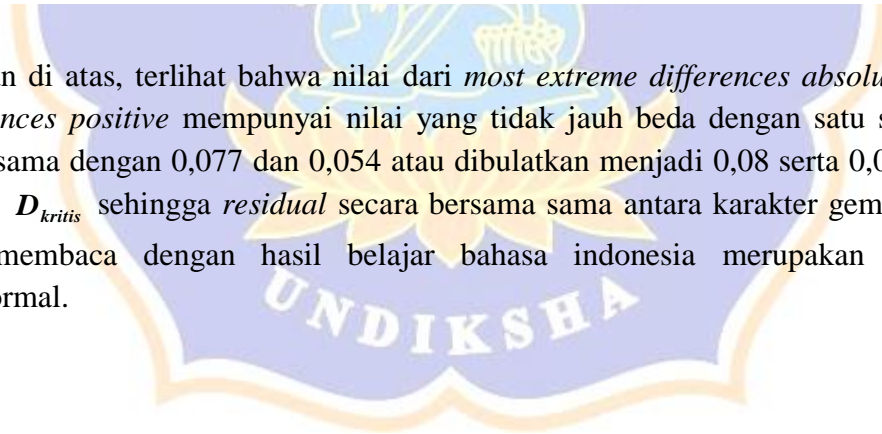 n di atas, terlihat bahwa nilai dari most extreme differences absolu
nces positive mempunyai nilai yang tidak jauh beda dengan satu s
sama dengan 0,077 dan 0,054 atau dibulatkan menjadi 0,08 serta 0,0
D kritis sehingga residual secara bersama sama antara karakter gem
membaca dengan hasil belajar bahasa indonesia merupakan
ormal.
UNDIKSHA